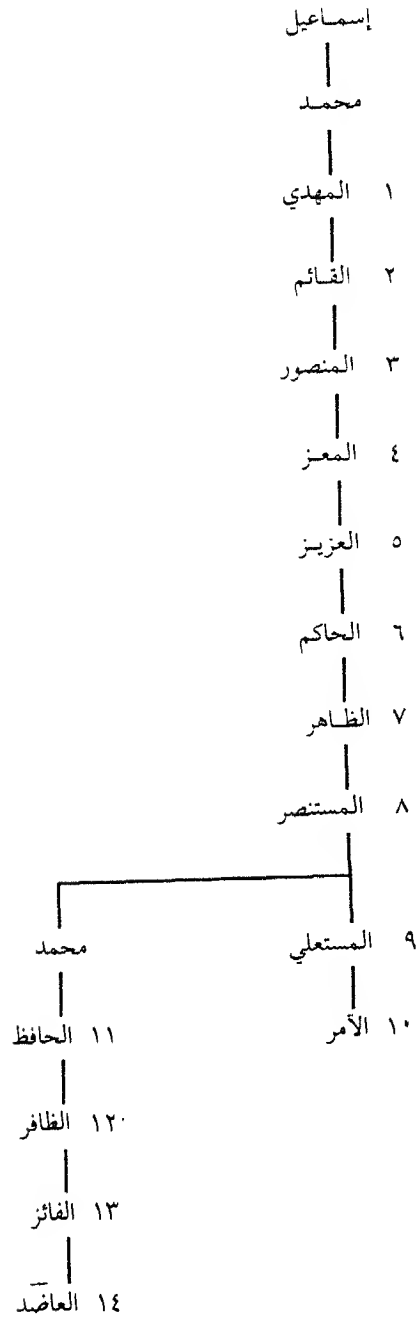 إسماعيل
محمد
١ المهدي
٢ القائم
٣ المنصور
٤ المعز
٥ العزيز
٦ الحاكم
٧ الظاهر
٨ المستنصر
٩ المستعلي محمد
١٠ الآمر ١١ الحافظ
١٢ الظافر
١٣ الفائز
١٤ العاضد